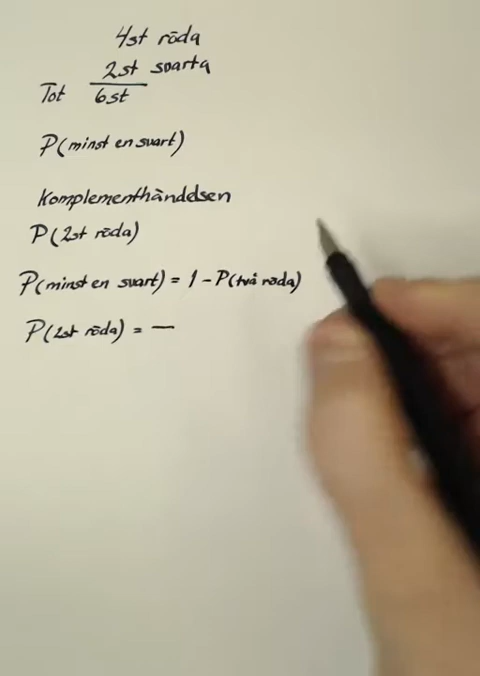 4st röda
2st svarta
Tot 6st
P(minst en svart)
Komplementhändelsen
P(2st röda)
P(minst en svart) = 1 - P(två röda)
P(2st röda) = —